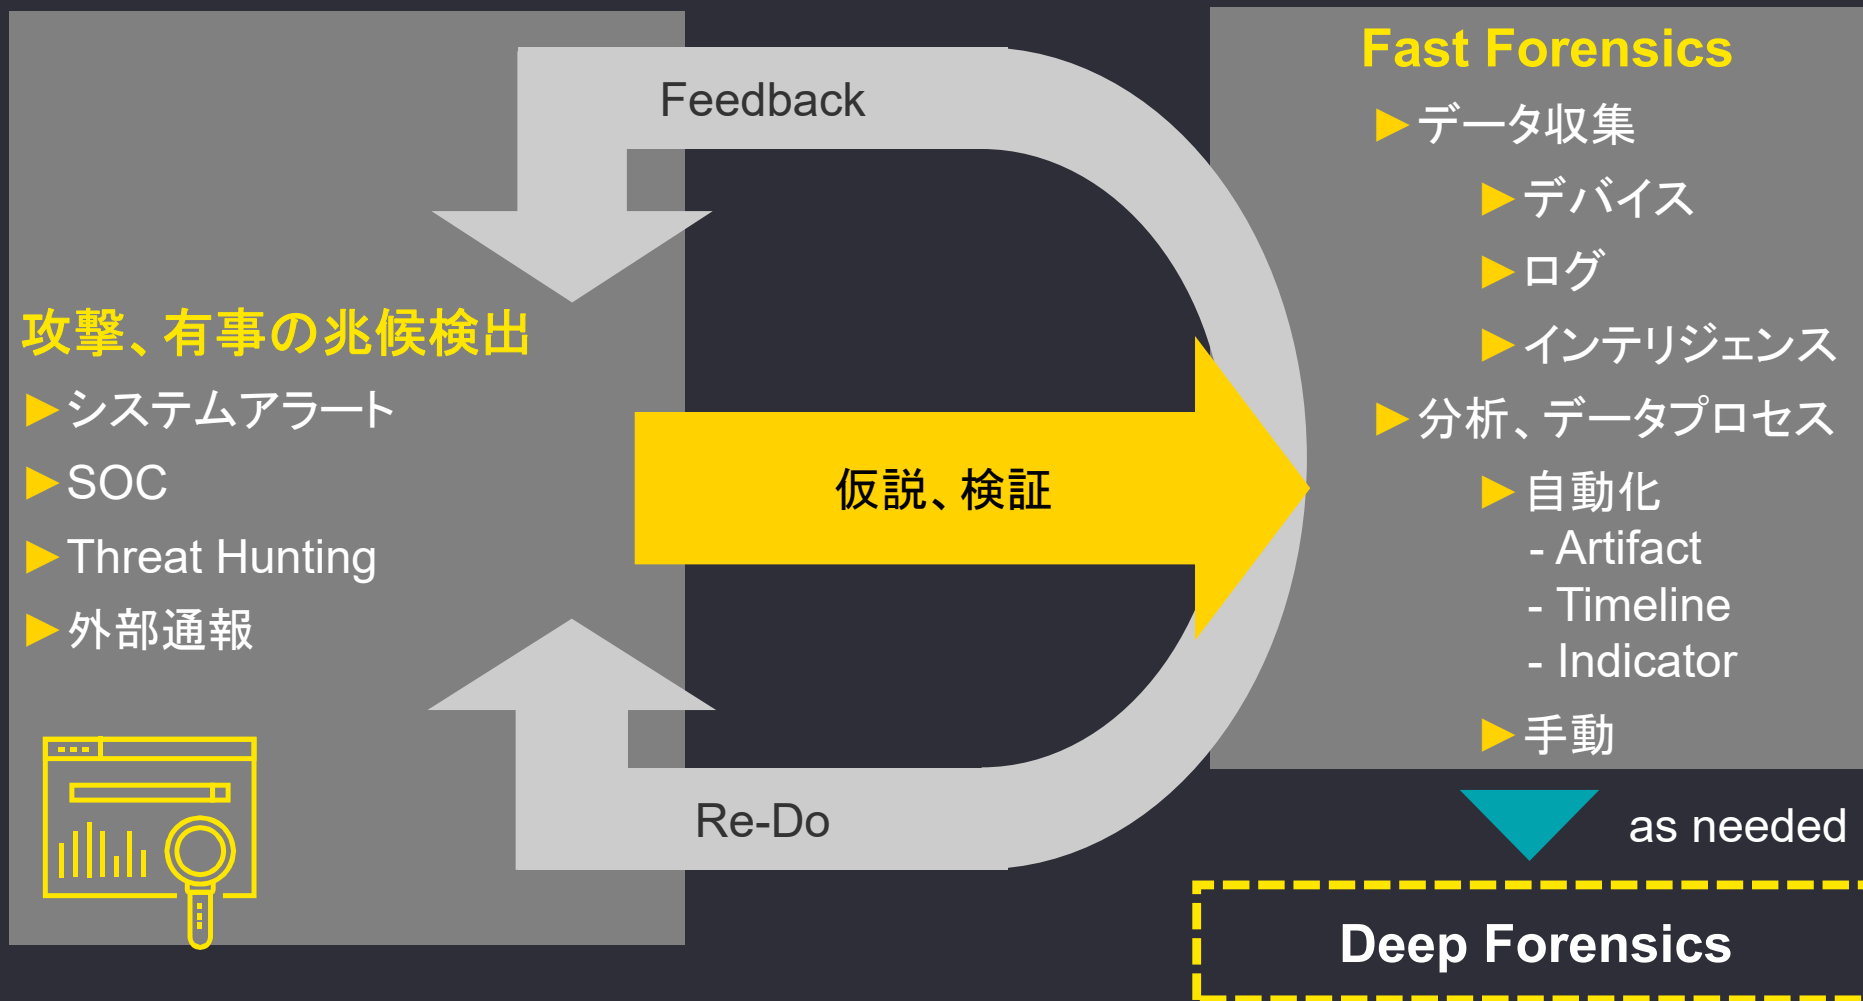 Feedback
攻撃、有事の兆候検出
システムアラート
SOC
Threat Hunting
外部通報
仮説、検証
Re-Do
Fast Forensics
データ収集
デバイス
ログ
インテリジェンス
分析、データプロセス
自動化
- Artifact
- Timeline
- Indicator
手動
as needed
Deep Forensics